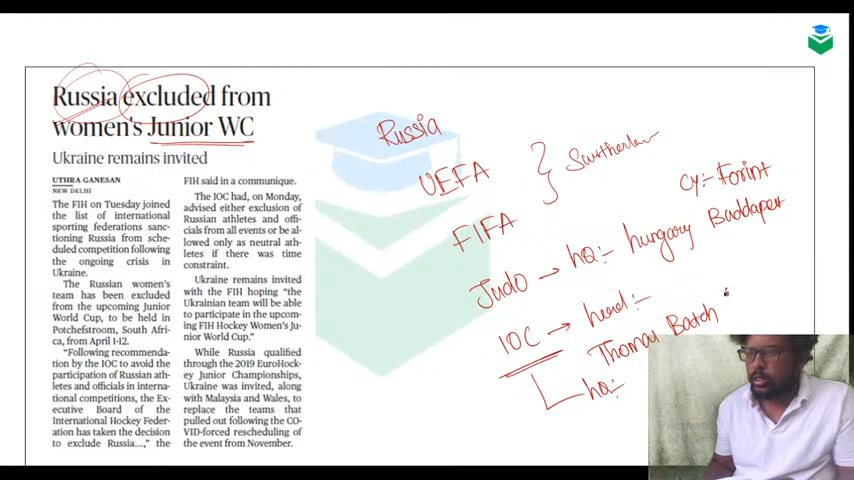 Russia excluded from
women's Junior WC
Ukraine remains invited
UTHRA GANESAN
NEW DELHI
The FIH on Tuesday joined
the list of international
sporting federations sanc-
tioning Russia from sche-
duled competition following
the ongoing crisis in
Ukraine.
The Russian women's
team has been excluded
from the upcoming Junior
World Cup, to be held in
Potchefstroom, South Afri-
ca, from April 1-12.
"Following recommenda-
tion by the IOC to avoid the
participation of Russian ath-
letes and officials in interna-
tional competitions, the Ex-
ecutive Board of the
International Hockey Feder-
ation has taken the decision
to exclude Russia...," the
FIH said in a communique.
The IOC had, on Monday,
advised either exclusion of
Russian athletes and offi-
cials from all events or be al-
lowed only as neutral ath-
letes if there was time
constraint.
Ukraine remains invited
with the FIH hoping "the
Ukrainian team will be able
to participate in the upcom-
ing FIH Hockey Women's Ju-
nior World Cup."
While Russia qualified
through the 2019 EuroHock-
ey Junior Championships,
Ukraine was invited, along
with Malaysia and Wales, to
replace the teams that
pulled out following the CO-
VID-forced rescheduling of
the event from November.
Russia
UEFA
FIFA
Judo → hQ:- hungary Buddapest
cy:- Forint
IOC → head:-
Thomas Batch
hQ:-